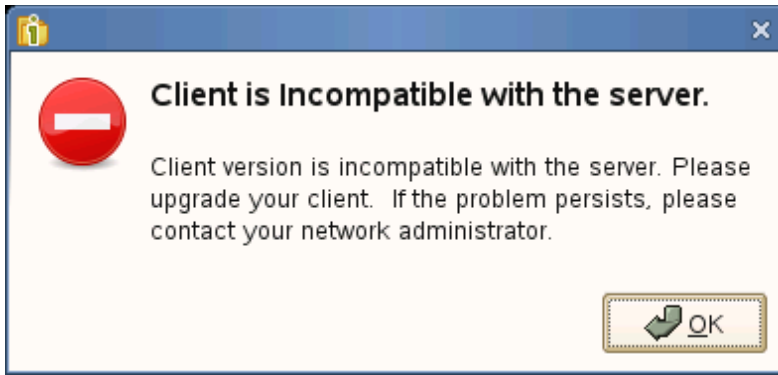 Client is Incompatible with the server.
Client version is incompatible with the server. Please
upgrade your client.  If the problem persists, please
contact your network administrator.
OK